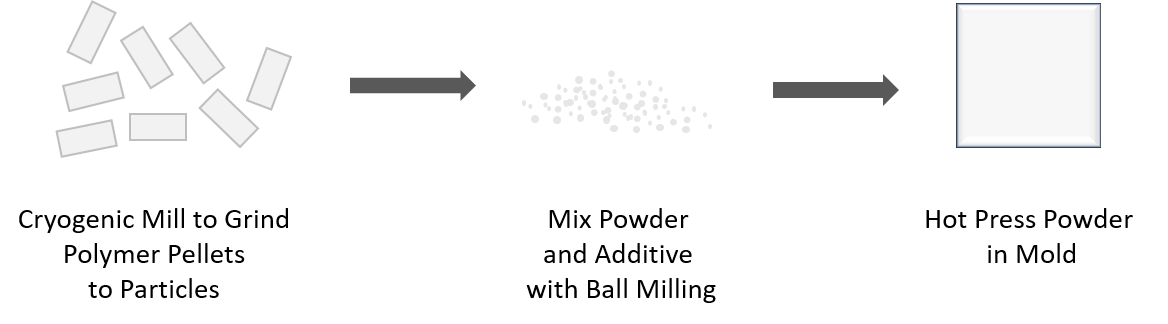 Cryogenic Mill to Grind
Polymer Pellets
to Particles
Mix Powder
and Additive
with Ball Milling
Hot Press Powder
in Mold